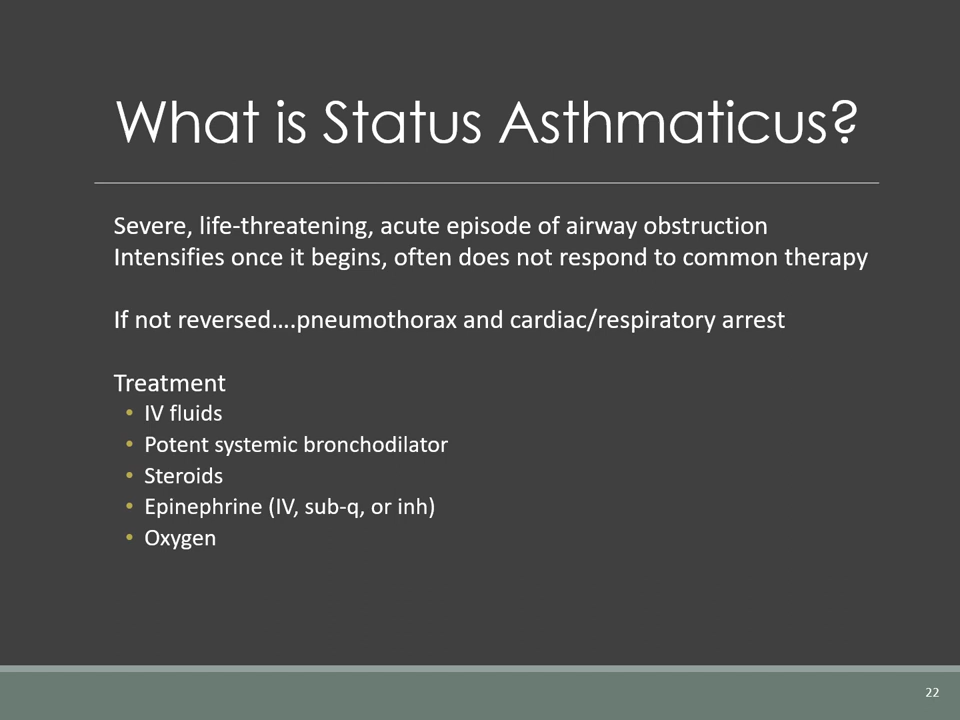 What is Status Asthmaticus?
Severe, life-threatening, acute episode of airway obstruction
Intensifies once it begins, often does not respond to common therapy
If not reversed….pneumothorax and cardiac/respiratory arrest
Treatment
• IV fluids
• Potent systemic bronchodilator
• Steroids
• Epinephrine (IV, sub-q, or inh)
• Oxygen
22